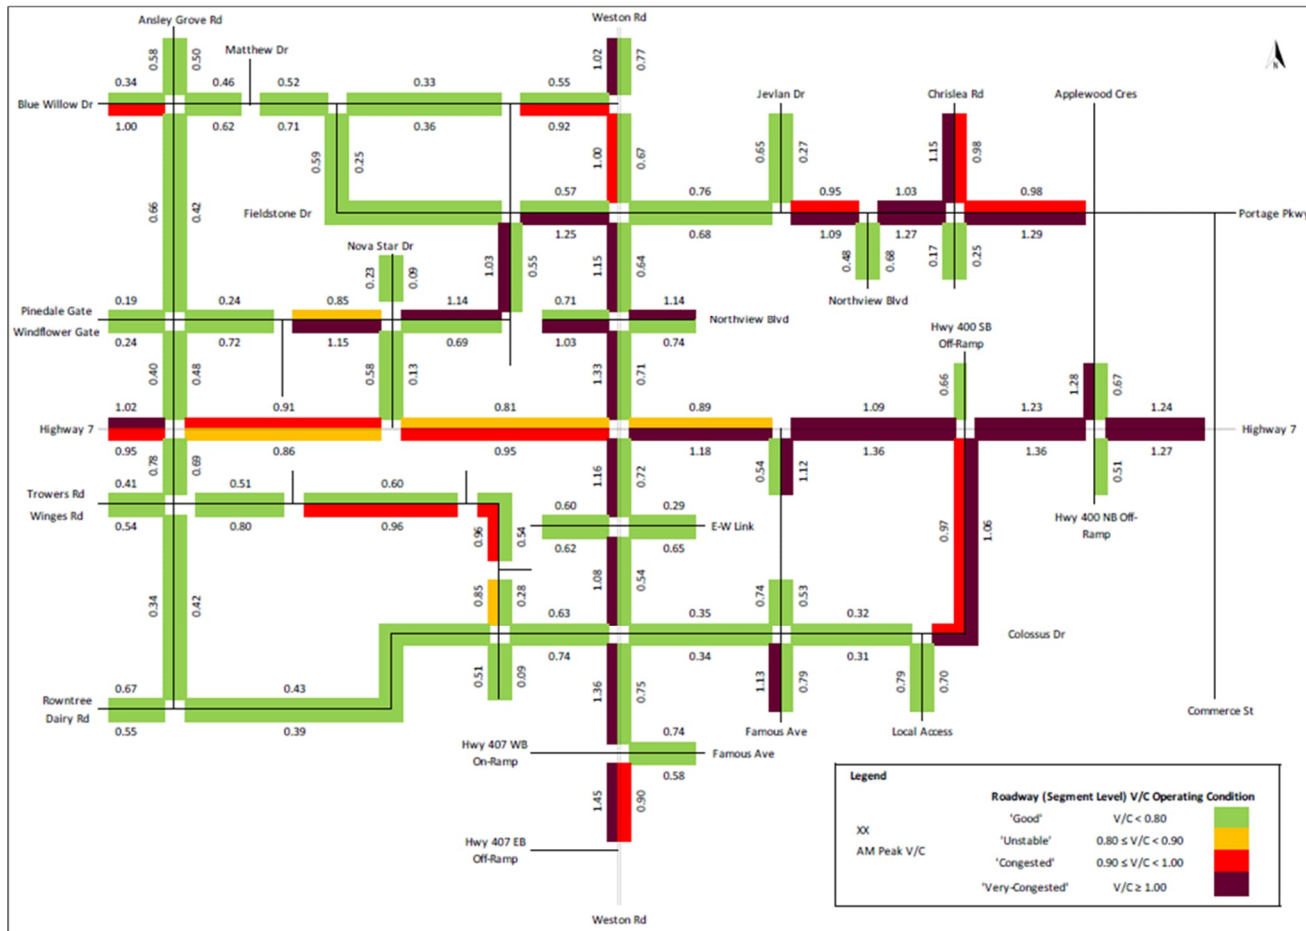 Ansley Grove Rd
Weston Rd
Matthew Dr
0.58
0.50
1.02
0.77
N
0.34
0.46
0.52
0.33
0.55
Jevlan Dr
Chrislea Rd
Applewood Cres
Blue Willow Dr
1.00
0.62
0.71
0.36
0.92
0.59
0.25
1.00
0.67
0.65
0.27
1.15
0.98
0.66
0.42
0.57
0.76
0.95
1.03
0.98
Fieldstone Dr
Portage Pkwy
1.25
0.68
1.09
1.27
1.29
Nova Star Dr
0.23
0.09
1.03
0.55
1.15
0.64
0.48
0.68
0.17
0.25
0.19
0.24
0.85
1.14
0.71
1.14
Northview Blvd
Pinedale Gate
Windflower Gate
Northview Blvd
Hwy 400 SB
Off-Ramp
0.24
0.72
1.15
0.69
1.03
0.74
0.40
0.48
0.58
0.13
1.33
0.71
0.66
1.28
0.67
1.02
0.91
0.81
0.89
1.09
1.23
1.24
Highway 7
Highway 7
0.95
0.86
0.95
1.18
1.36
1.36
1.27
0.78
0.69
1.16
0.72
0.54
1.12
0.51
0.41
0.51
0.60
Trowers Rd
Winges Rd
0.60
0.29
Hwy 400 NB Off-
Ramp
0.54
0.80
0.96
0.96
0.54
E-W Link
0.62
0.65
0.97
1.06
0.34
0.42
0.85
0.28
1.08
0.54
0.74
0.53
0.63
0.35
0.32
Colossus Dr
0.74
0.34
0.31
0.51
0.09
1.36
0.75
1.13
0.79
0.79
0.70
0.67
0.43
Rowntree
Dairy Rd
0.55
0.39
Commerce St
0.74
Famous Ave
Local Access
Hwy 407 WB
On-Ramp
Famous Ave
0.58
1.45
0.90
Hwy 407 EB
Off-Ramp
Weston Rd
Legend
Roadway (Segment Level) V/C Operating Condition
XX
AM Peak V/C
'Good' V/C < 0.80
'Unstable' 0.80 ≤ V/C < 0.90
'Congested' 0.90 ≤ V/C < 1.00
'Very-Congested' V/C ≥ 1.00